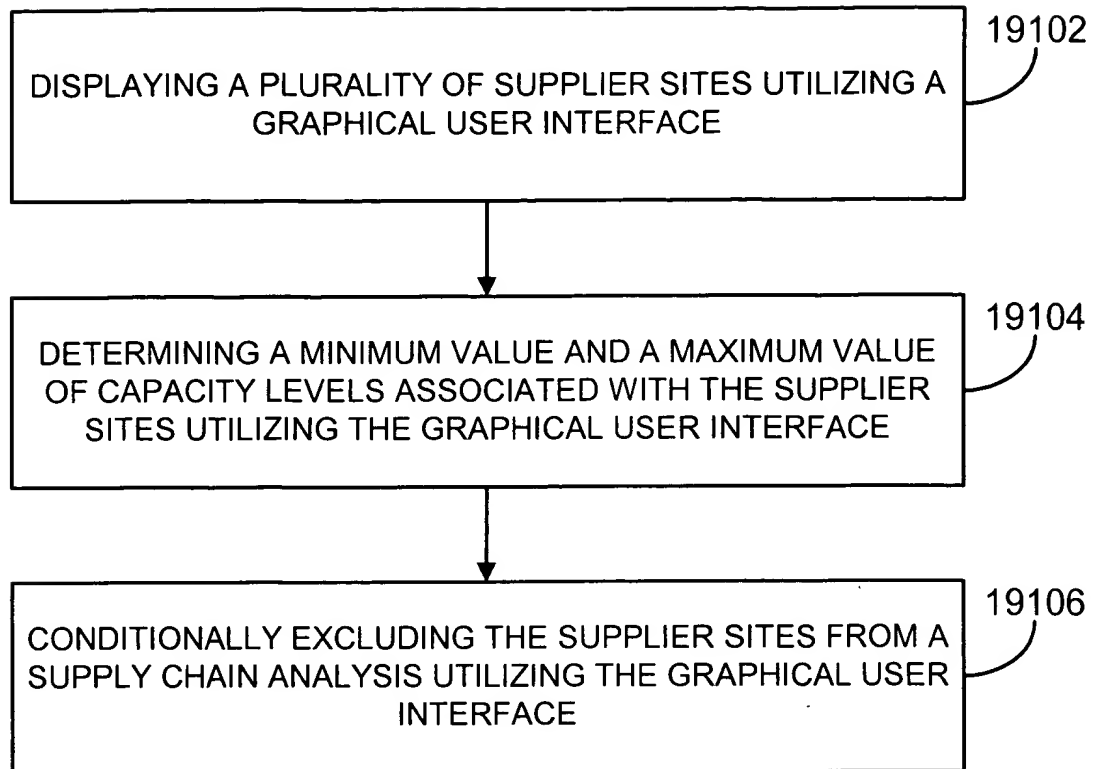 19102
DISPLAYING A PLURALITY OF SUPPLIER SITES UTILIZING A
GRAPHICAL USER INTERFACE
19104
DETERMINING A MINIMUM VALUE AND A MAXIMUM VALUE
OF CAPACITY LEVELS ASSOCIATED WITH THE SUPPLIER
SITES UTILIZING THE GRAPHICAL USER INTERFACE
19106
CONDITIONALLY EXCLUDING THE SUPPLIER SITES FROM A
SUPPLY CHAIN ANALYSIS UTILIZING THE GRAPHICAL USER
INTERFACE